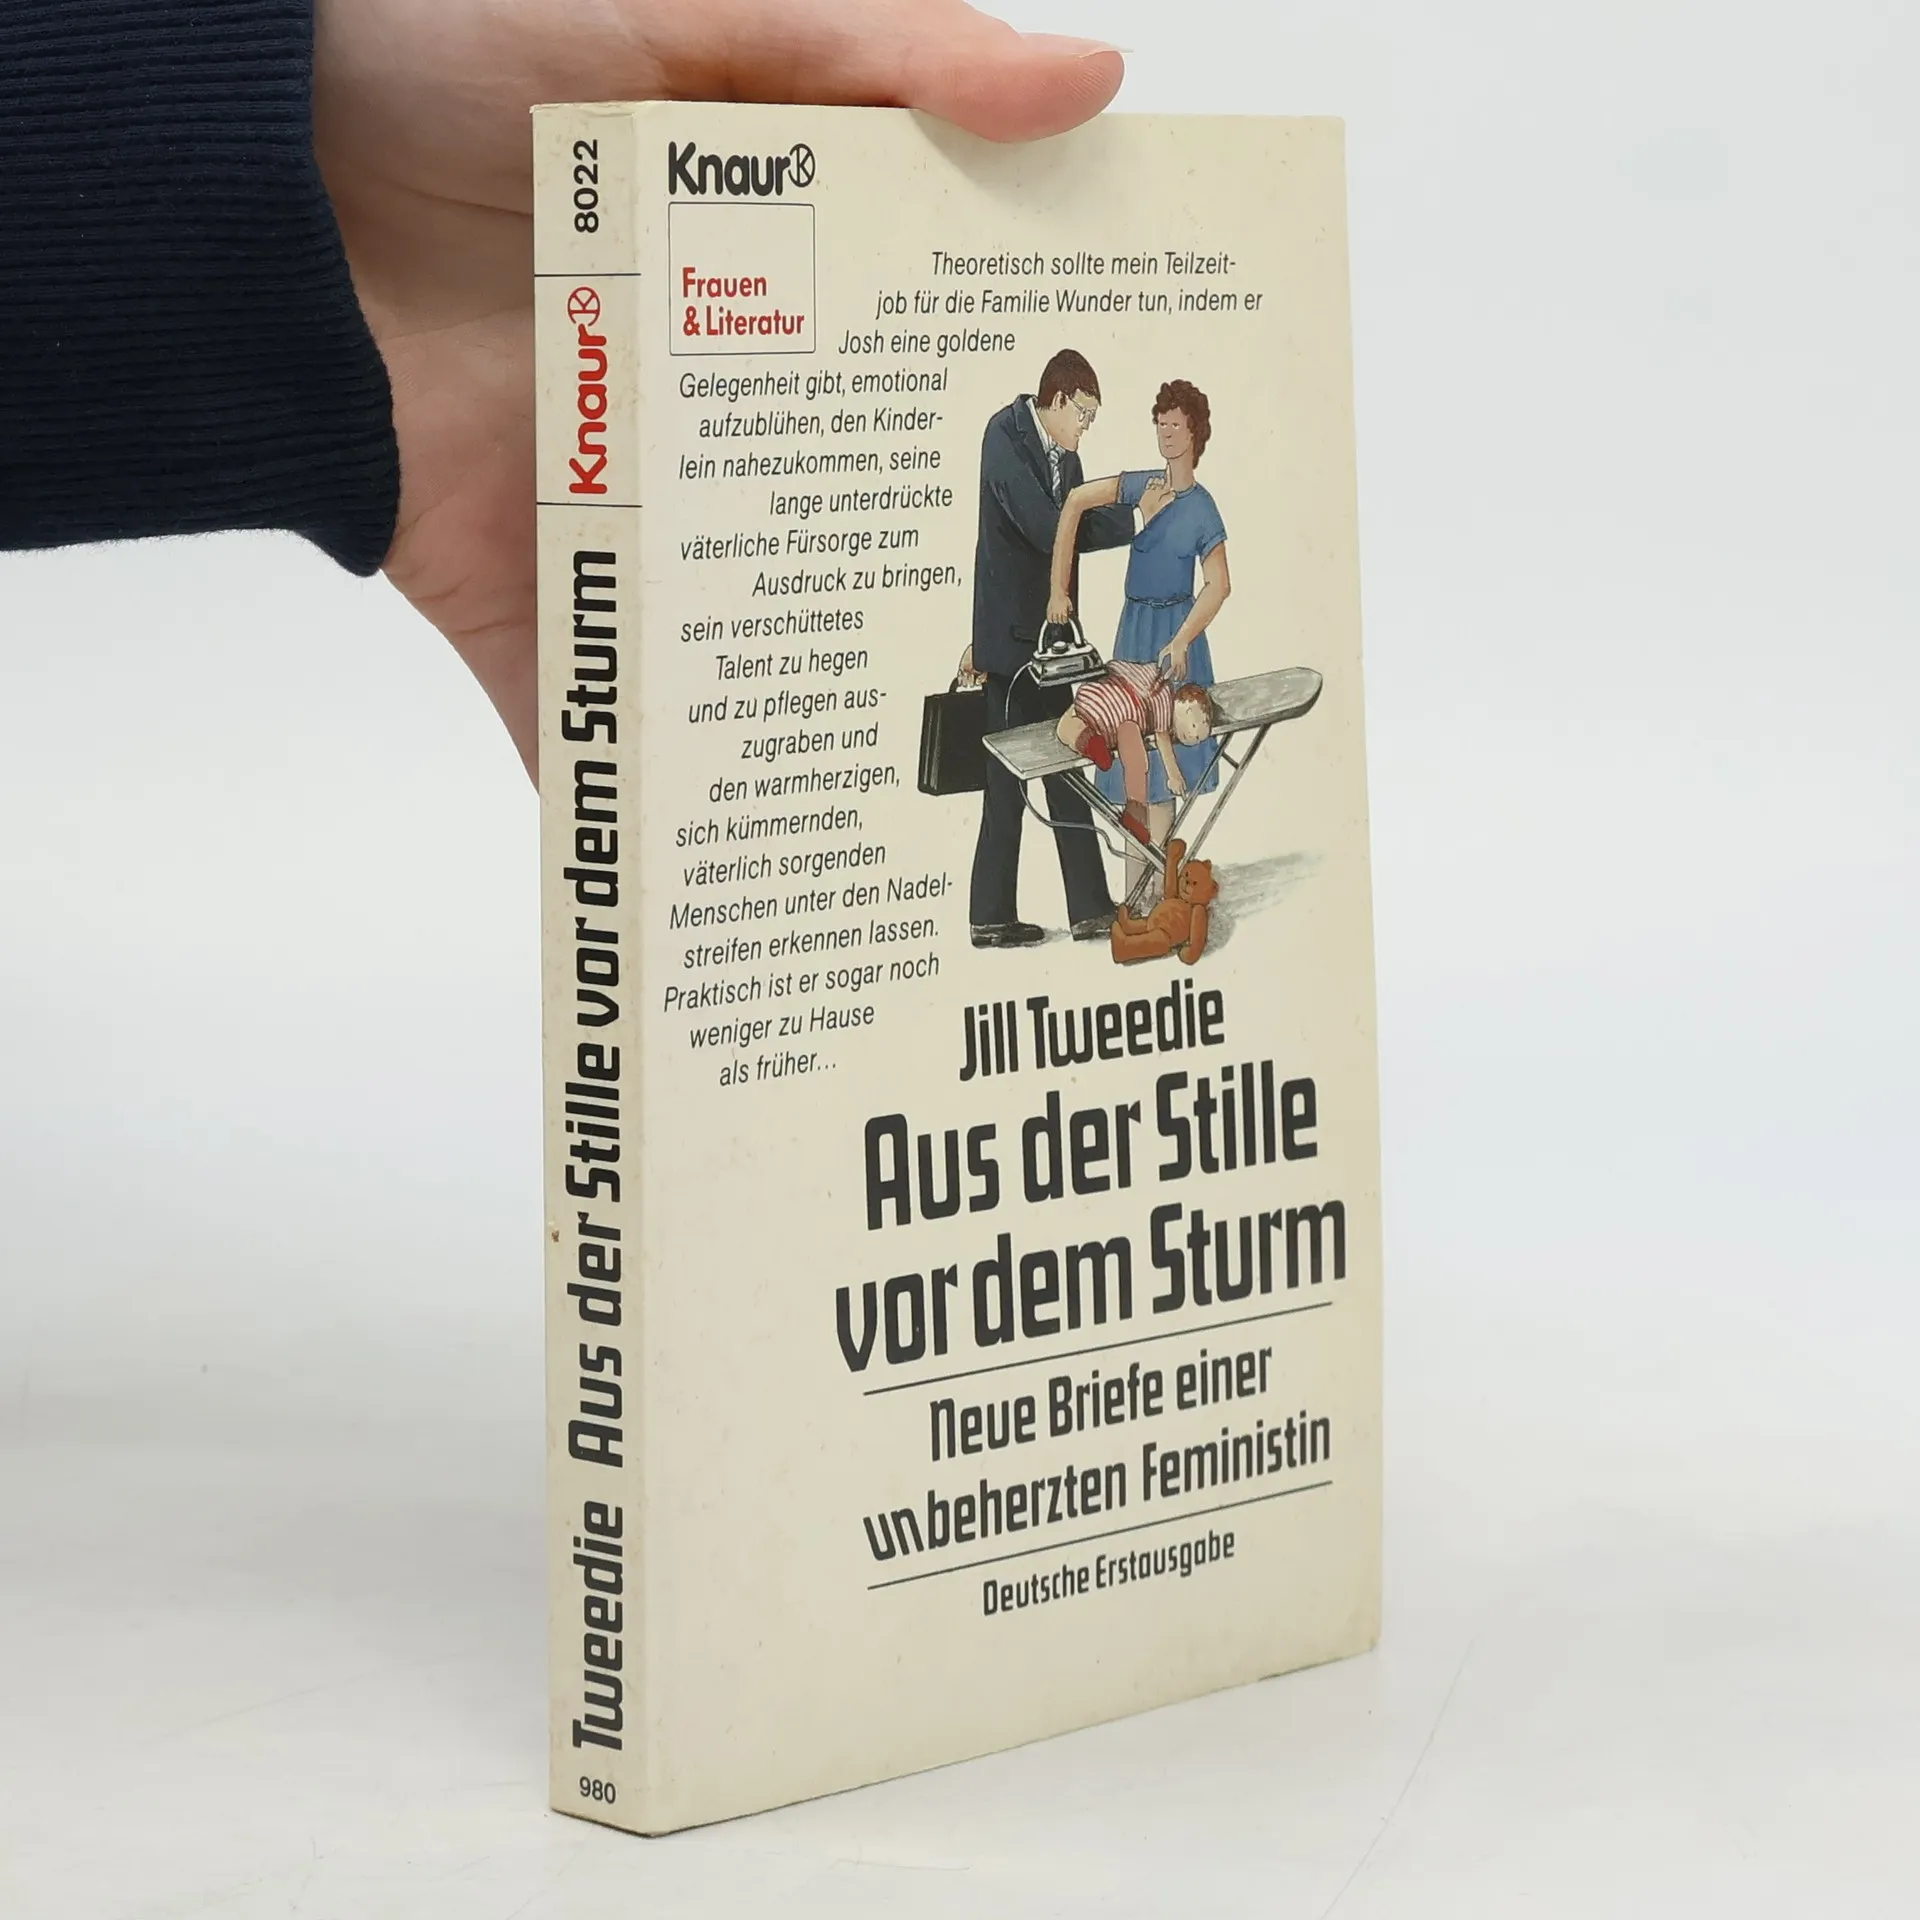 8022
Knaur
Tweedie Aus der Stille vor dem Sturm
980
Knaur
Frauen
& Literatur
Theoretisch sollte mein Teilzeit-
job für die Familie Wunder tun, indem er
Josh eine goldene
Gelegenheit gibt, emotional
aufzublühen, den Kinder-
lein nahezukommen, seine
lange unterdrückte
väterliche Fürsorge zum
Ausdruck zu bringen,
sein verschüttetes
Talent zu hegen
und zu pflegen aus-
zugraben und
den warmherzigen,
sich kümmernden,
väterlich sorgenden
Menschen unter den Nadel-
streifen erkennen lassen.
Praktisch ist er sogar noch
weniger zu Hause
als früher...
Jill Tweedie
Aus der Stille
vor dem Sturm
Neue Briefe einer
unbeherzten Feministin
Deutsche Erstausgabe